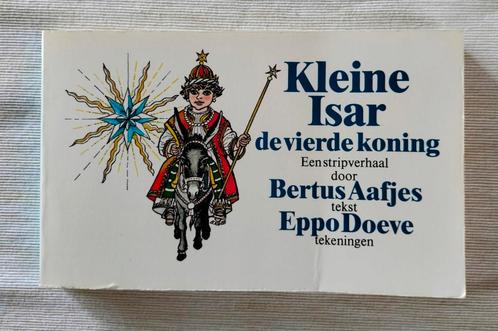 Kleine
Isar
de vierde koning
Een stripverhaal
door
Bertus Aafjes
tekst
Eppo Doeve
tekeningen